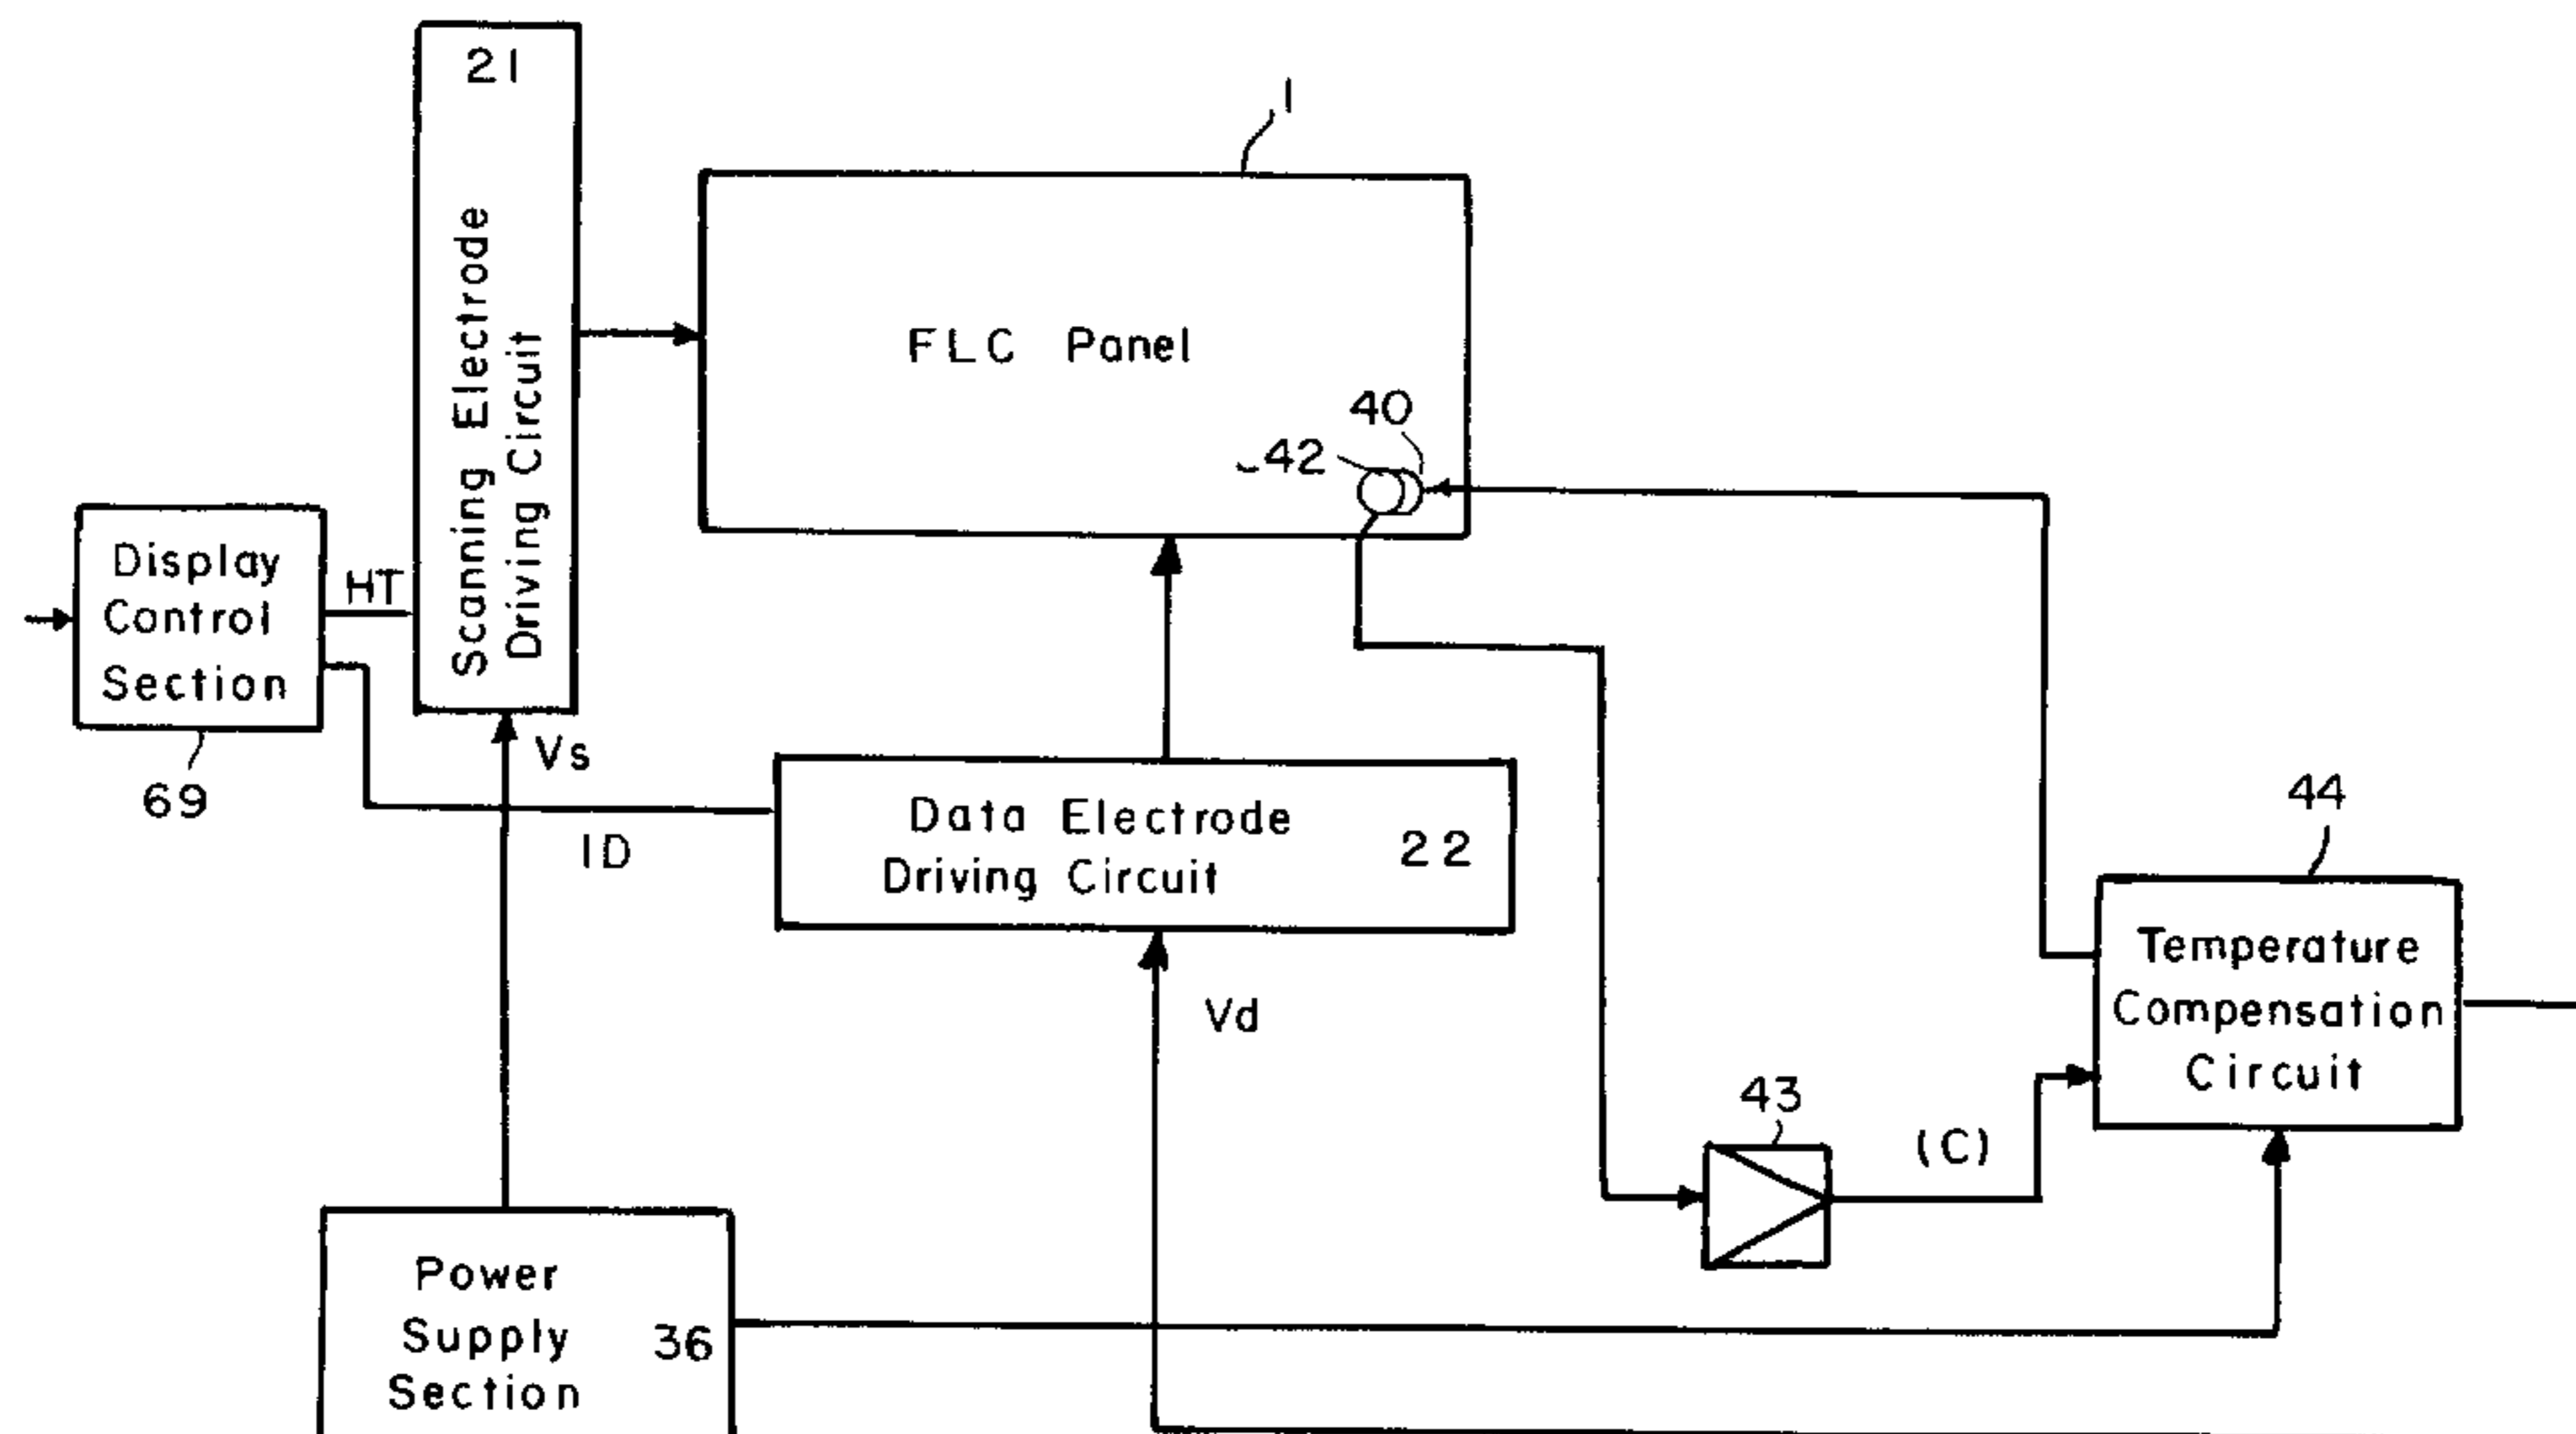 21
Scanning Electrode
Driving Circuit
1
FLC Panel
40
42
Display
Control
Section
HT
69
Vs
ID
Data Electrode
Driving Circuit
22
Vd
44
Temperature
Compensation
Circuit
43
(C)
Power
Supply
Section
36